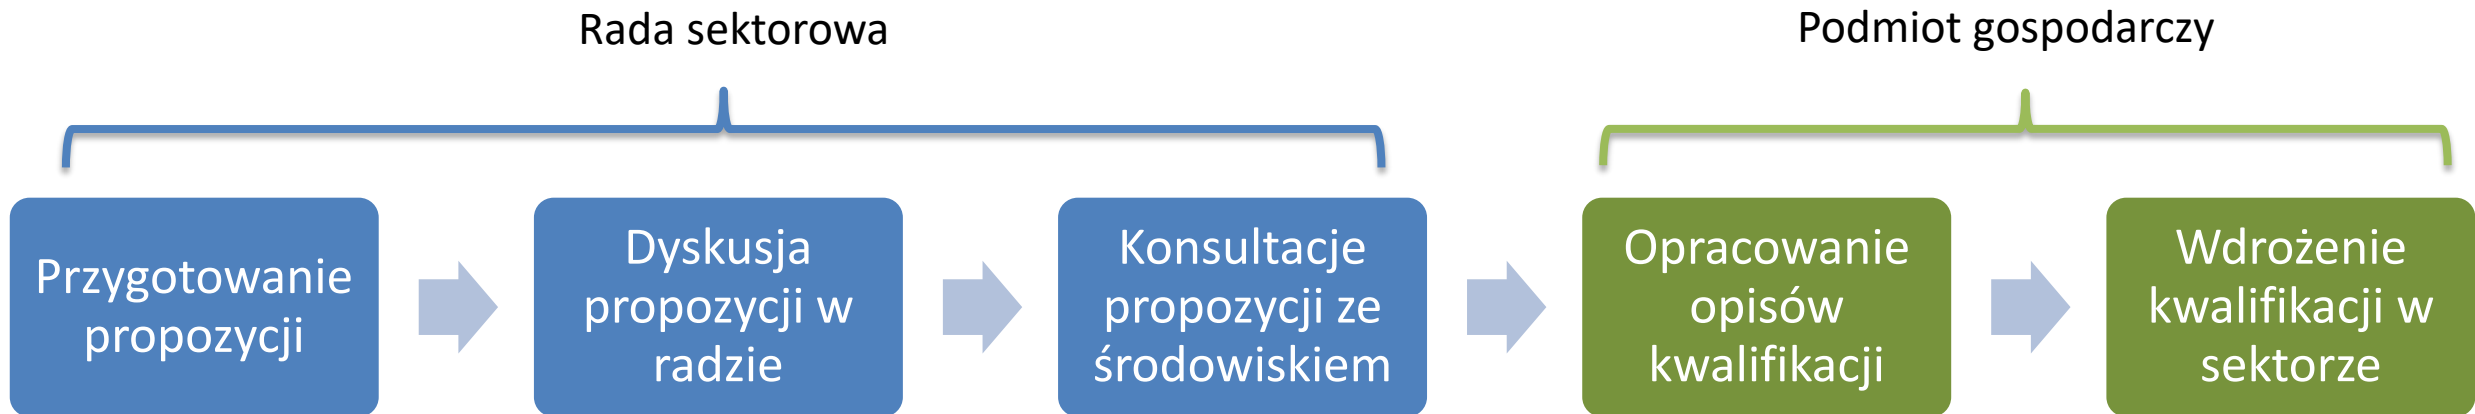 Rada sektorowa
Podmiot gospodarczy
Przygotowanie
propozycji
Dyskusja
propozycji w
radzie
Konsultacje
propozycji ze
środowiskiem
Opracowanie
opisów
kwalifikacji
Wdrożenie
kwalifikacji w
sektorze